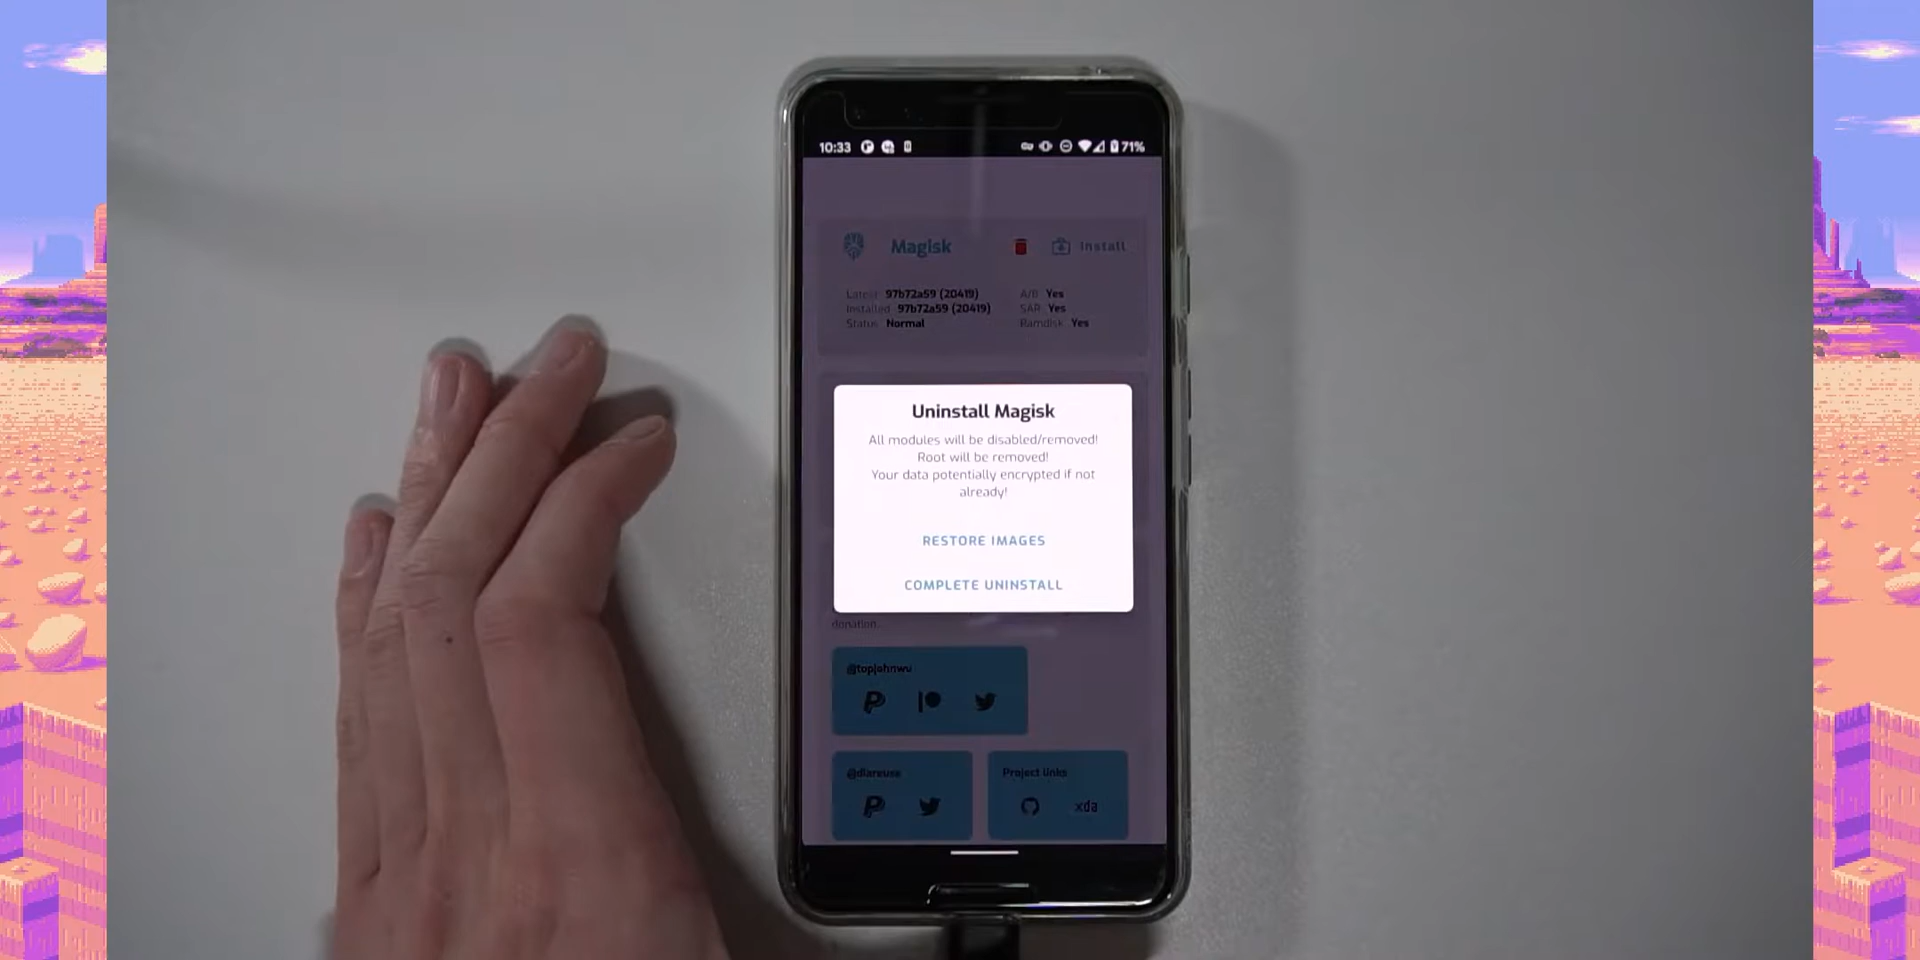 10:33
71%
Magisk
Install
Latest 97b72a59 (20419)
A/B Yes
Installed 97b72a59 (20419)
SAR Yes
Status Normal
Ramdisk Yes
Uninstall Magisk
All modules will be disabled/removed!
Root will be removed!
Your data potentially encrypted if not
already!
RESTORE IMAGES
COMPLETE UNINSTALL
donation.
@topjohnwu
@diareuse
Project links
xda